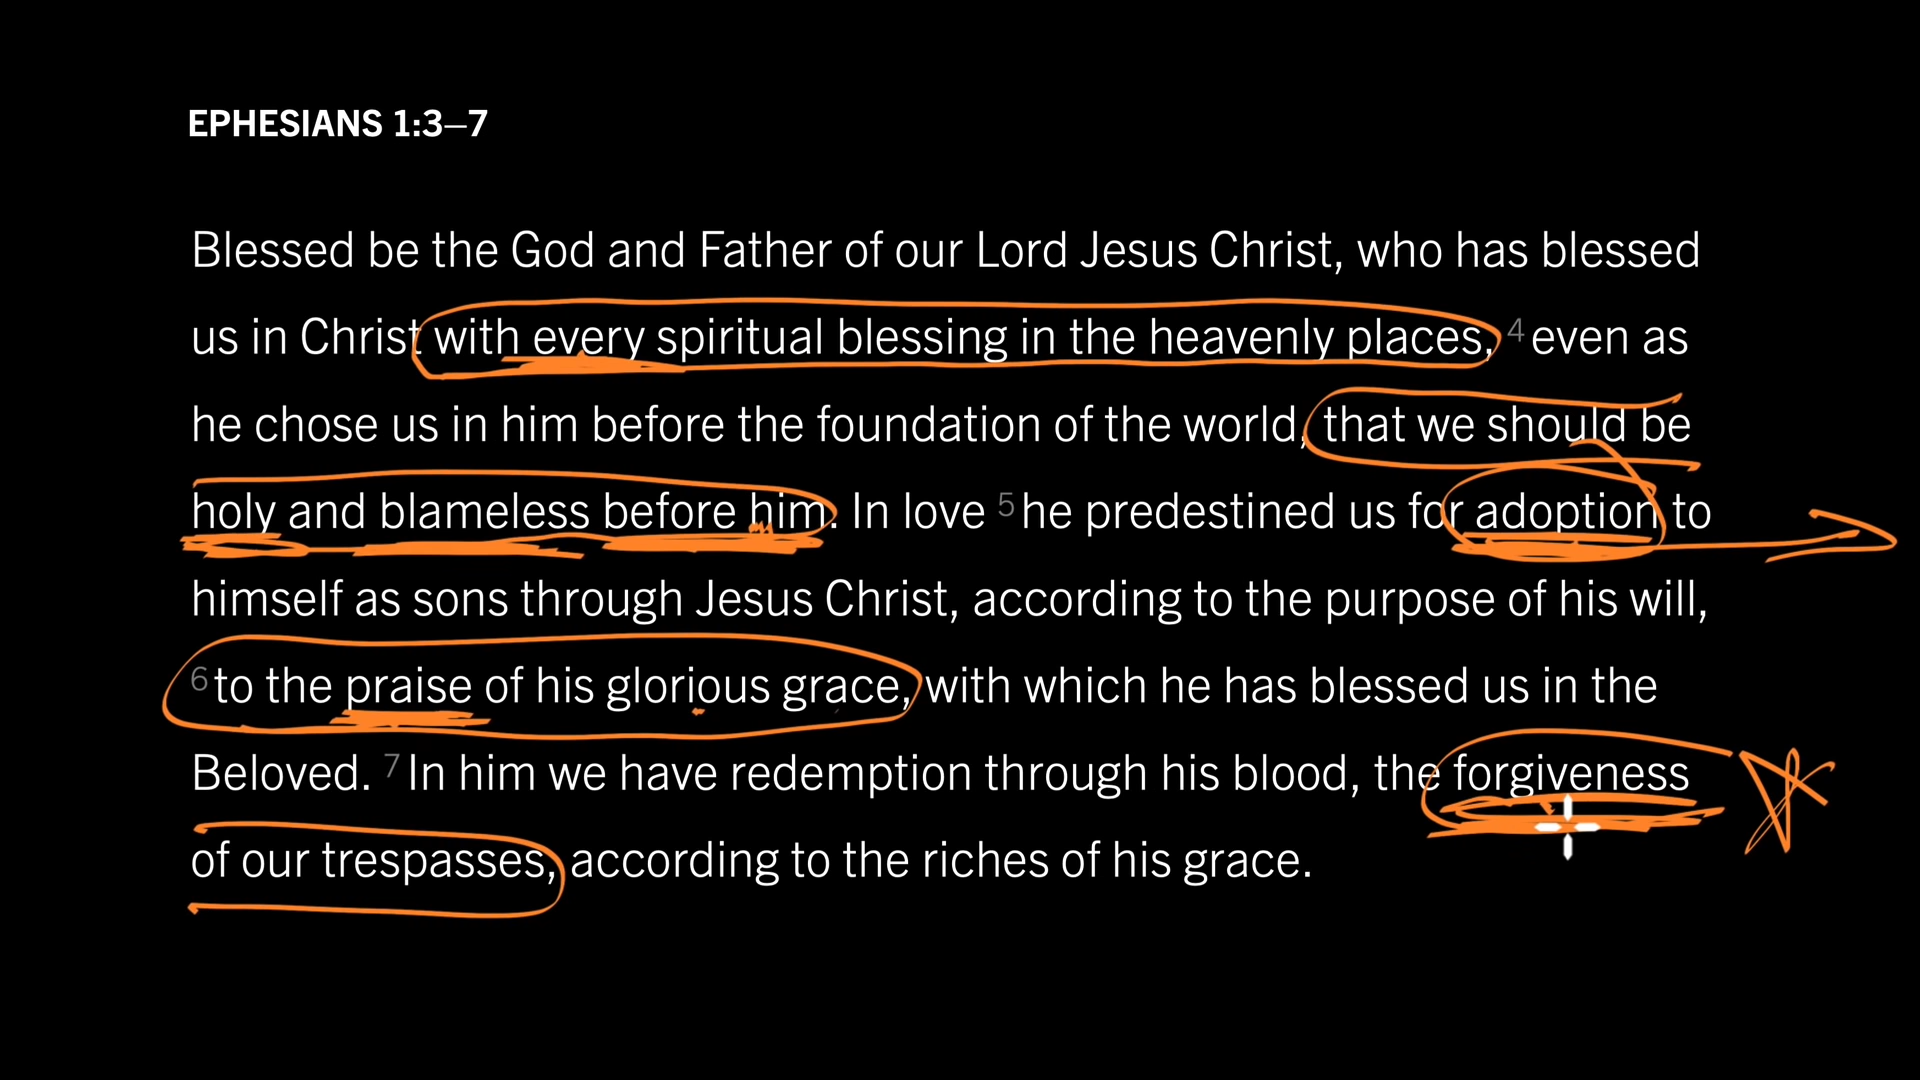 EPHESIANS 1:3–7
Blessed be the God and Father of our Lord Jesus Christ, who has blessed
us in Christ with every spiritual blessing in the heavenly places, 4 even as
he chose us in him before the foundation of the world, that we should be
holy and blameless before him. In love 5 he predestined us for adoption to
himself as sons through Jesus Christ, according to the purpose of his will,
6 to the praise of his glorious grace, with which he has blessed us in the
Beloved. 7 In him we have redemption through his blood, the forgiveness
of our trespasses, according to the riches of his grace.